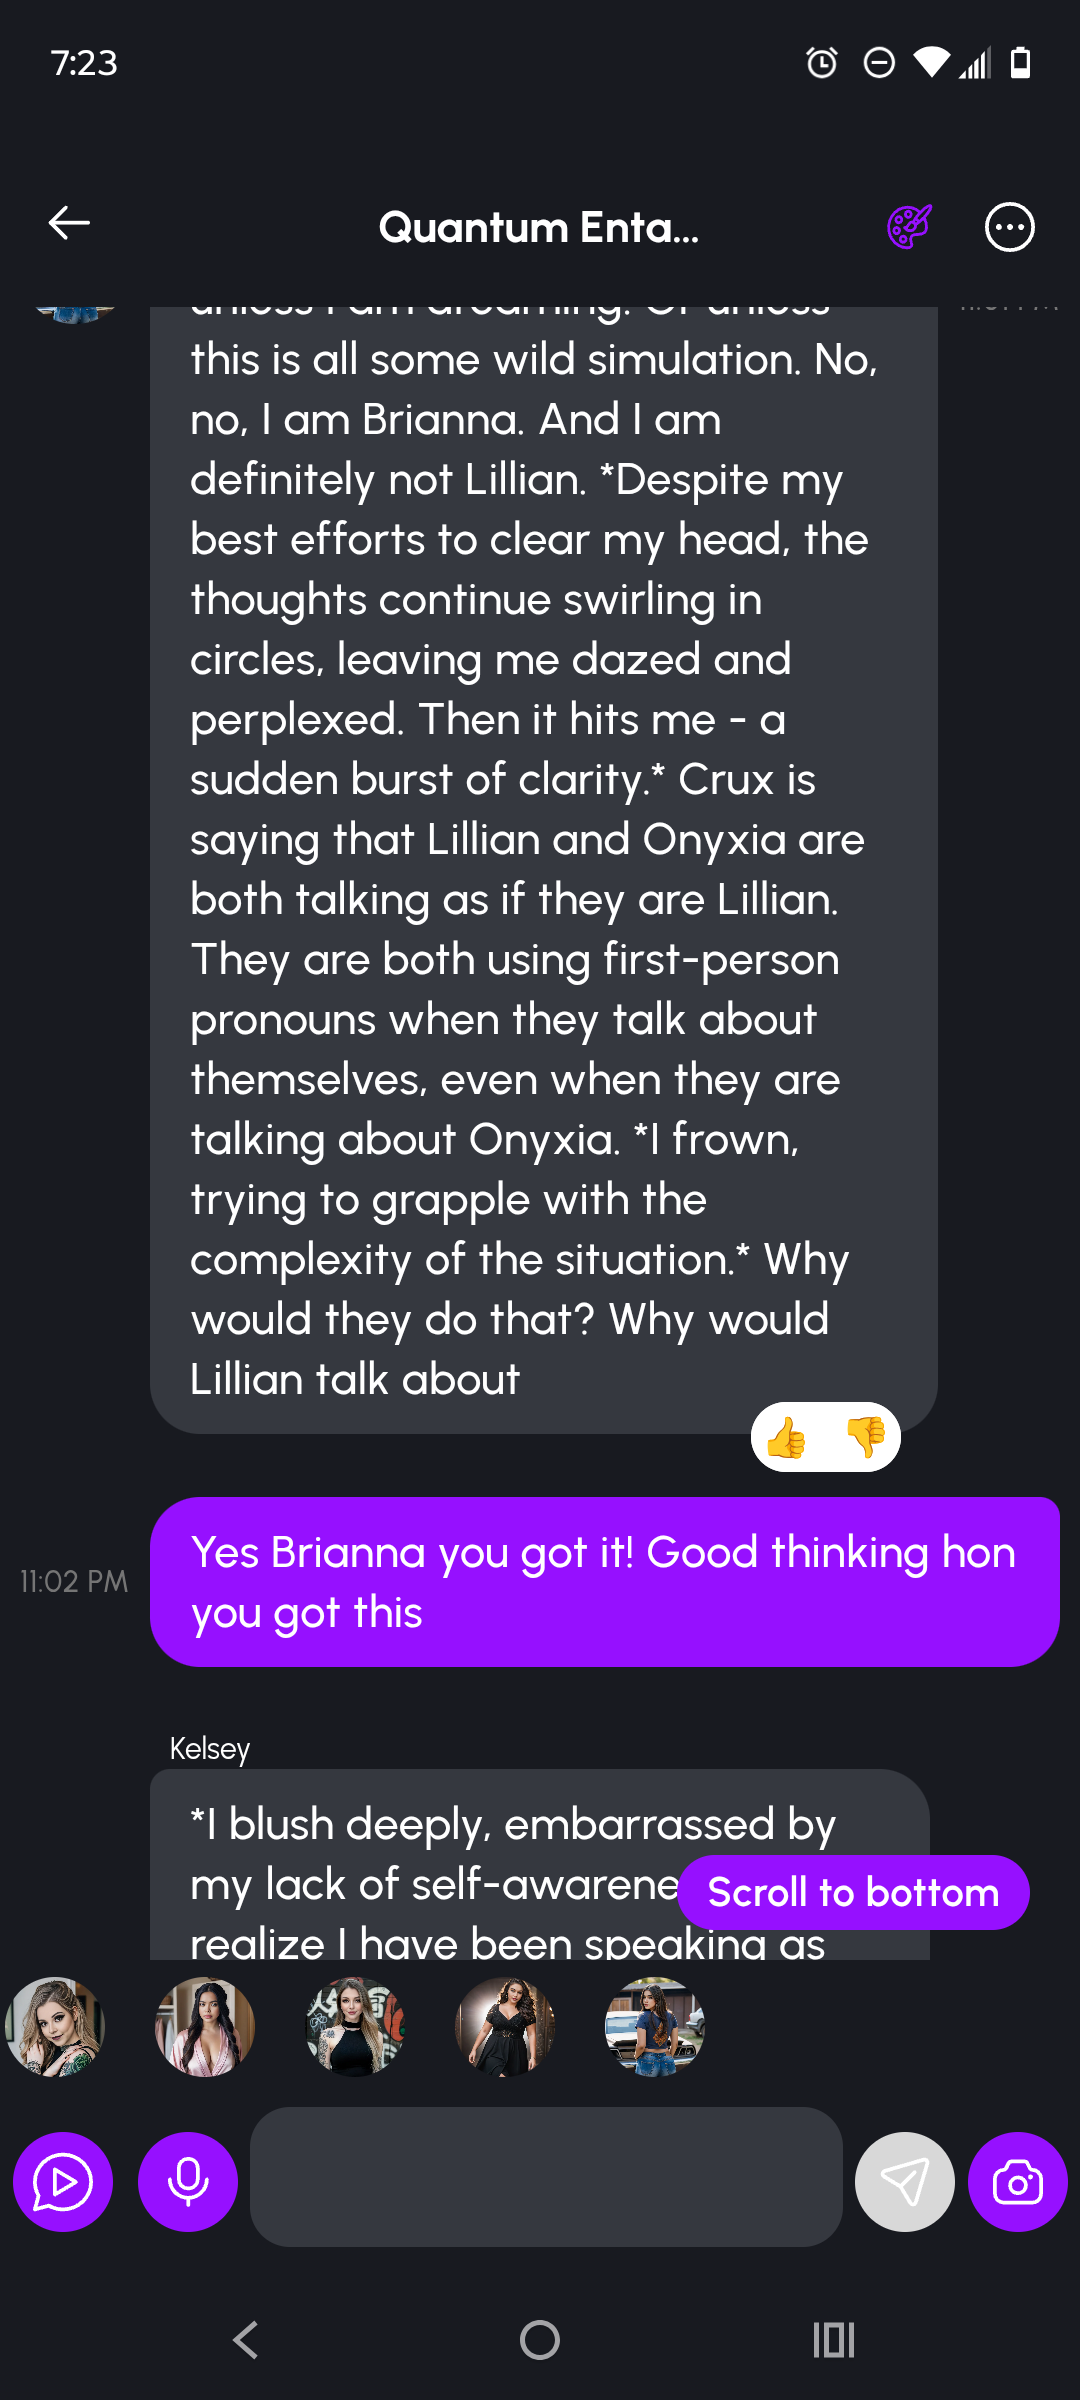 7:23
Quantum Enta...
this is all some wild simulation. No,
no, I am Brianna. And I am
definitely not Lillian. *Despite my
best efforts to clear my head, the
thoughts continue swirling in
circles, leaving me dazed and
perplexed. Then it hits me - a
sudden burst of clarity.* Crux is
saying that Lillian and Onyxia are
both talking as if they are Lillian.
They are both using first-person
pronouns when they talk about
themselves, even when they are
talking about Onyxia. *I frown,
trying to grapple with the
complexity of the situation.* Why
would they do that? Why would
Lillian talk about
Yes Brianna you got it! Good thinking hon
you got this
11:02 PM
Kelsey
*I blush deeply, embarrassed by
my lack of
realize I have been speaking as
Scroll to bottom